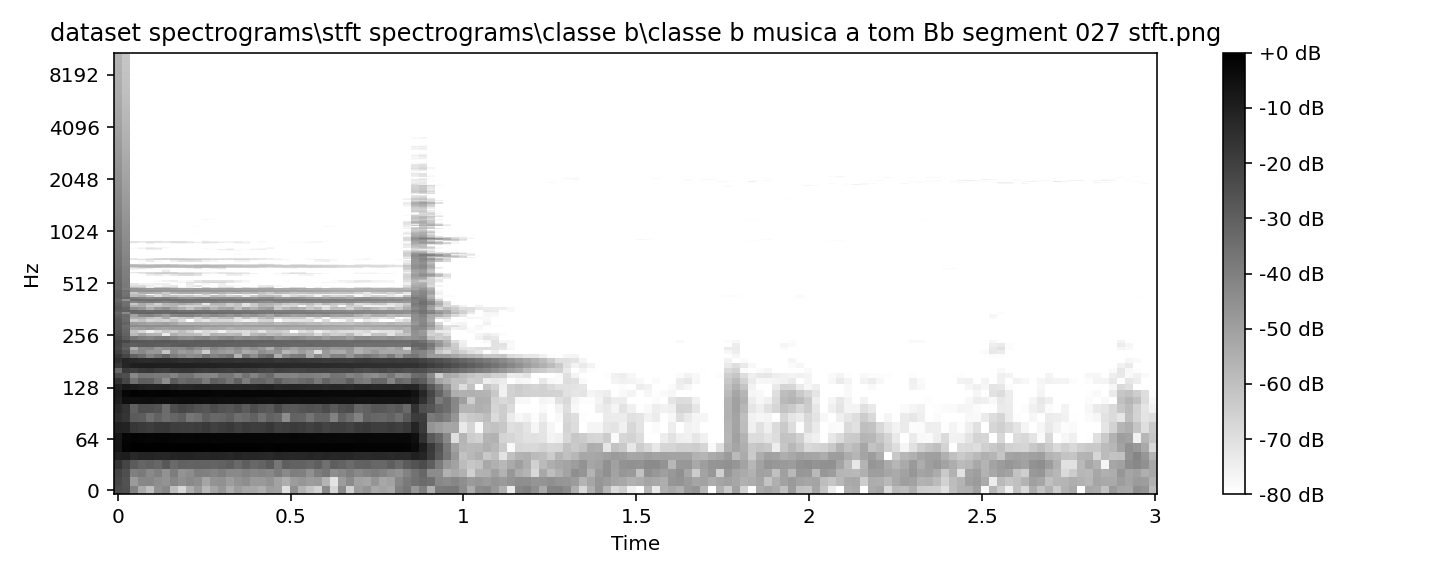 dataset spectrograms\stft spectrograms\classe b\classe b musica a tom Bb segment 027 stft.png
8192
4096
2048
1024
512
256
128
64
0
Hz
0
0.5
1
1.5
2
2.5
3
Time
+0 dB
-10 dB
-20 dB
-30 dB
-40 dB
-50 dB
-60 dB
-70 dB
-80 dB